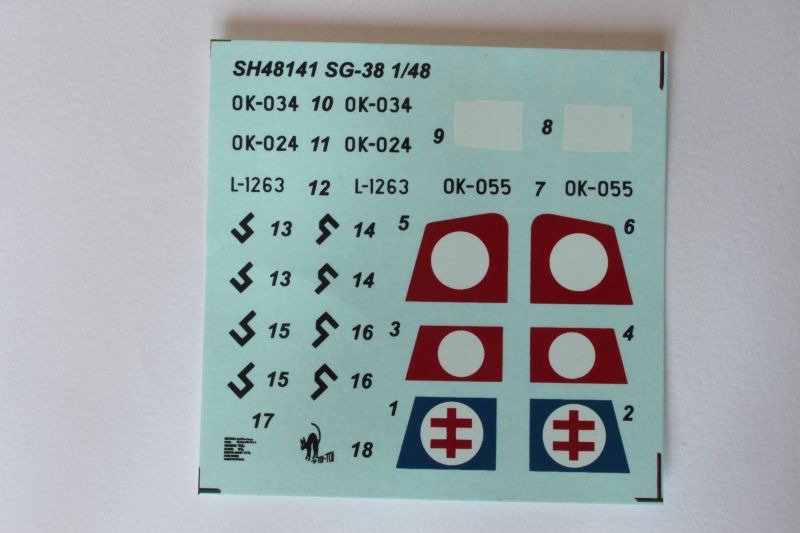 SH48141 SG-38 1/48
OK-034 10 OK-034
OK-024 11 OK-024
9 8
L-1263 12 L-1263 OK-055 7 OK-055
13 14 5 6
13 14
15 16 3 4
15 16
1 2
17
18